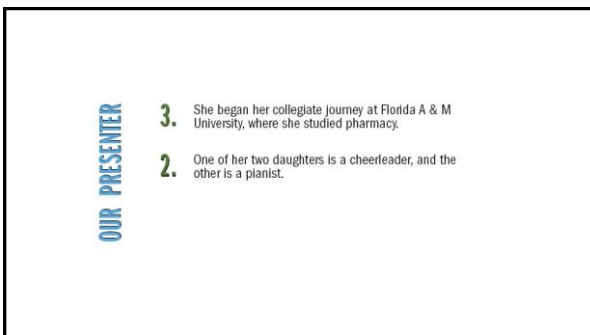 OUR PRESENTER
3. She began her collegiate journey at Florida A & M
University, where she studied pharmacy.
2. One of her two daughters is a cheerleader, and the
other is a pianist.